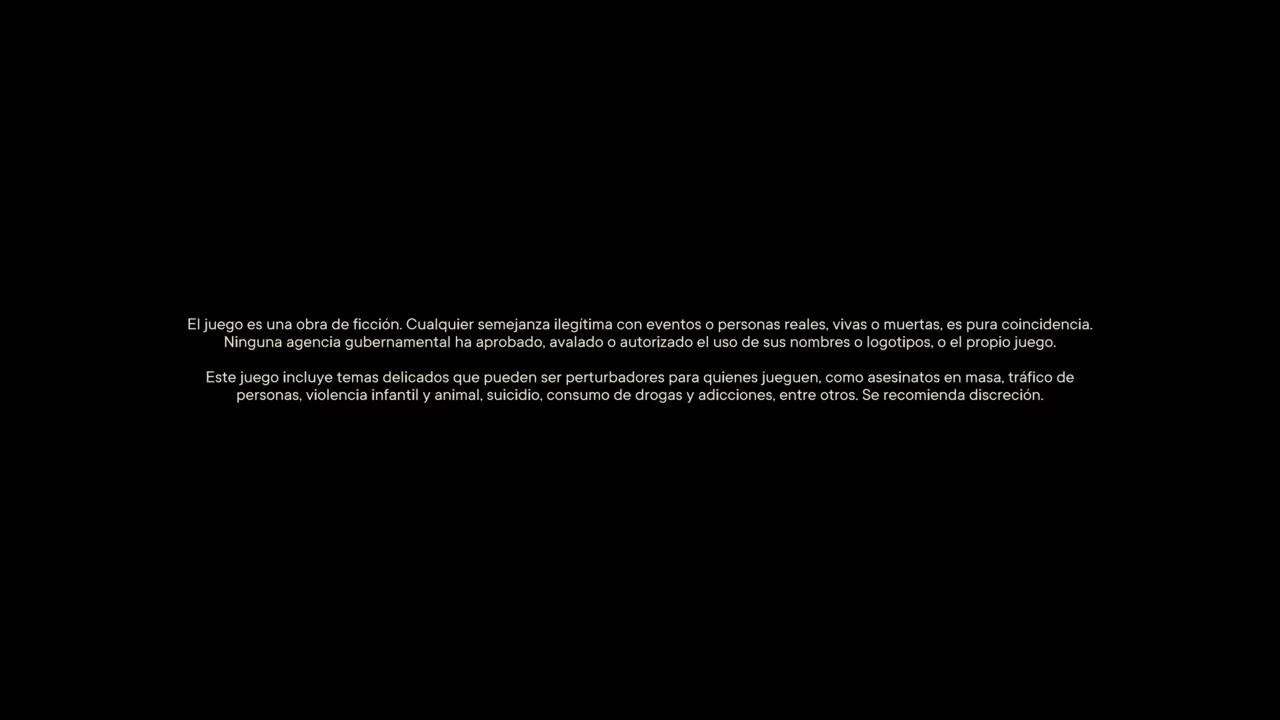 El juego es una obra de ficción. Cualquier semejanza ilegítima con eventos o personas reales, vivas o muertas, es pura coincidencia.
Ninguna agencia gubernamental ha aprobado, avalado o autorizado el uso de sus nombres o logotipos, o el propio juego.
Este juego incluye temas delicados que pueden ser perturbadores para quienes jueguen, como asesinatos en masa, tráfico de
personas, violencia infantil y animal, suicidio, consumo de drogas y adicciones, entre otros. Se recomienda discreción.